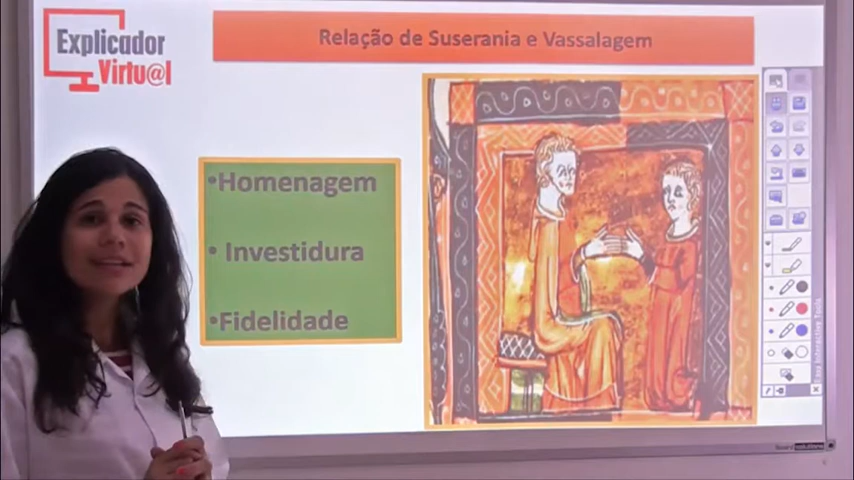 Explicador
Virtu@l
Relação de Suserania e Vassalagem
•Homenagem
• Investidura
•Fidelidade